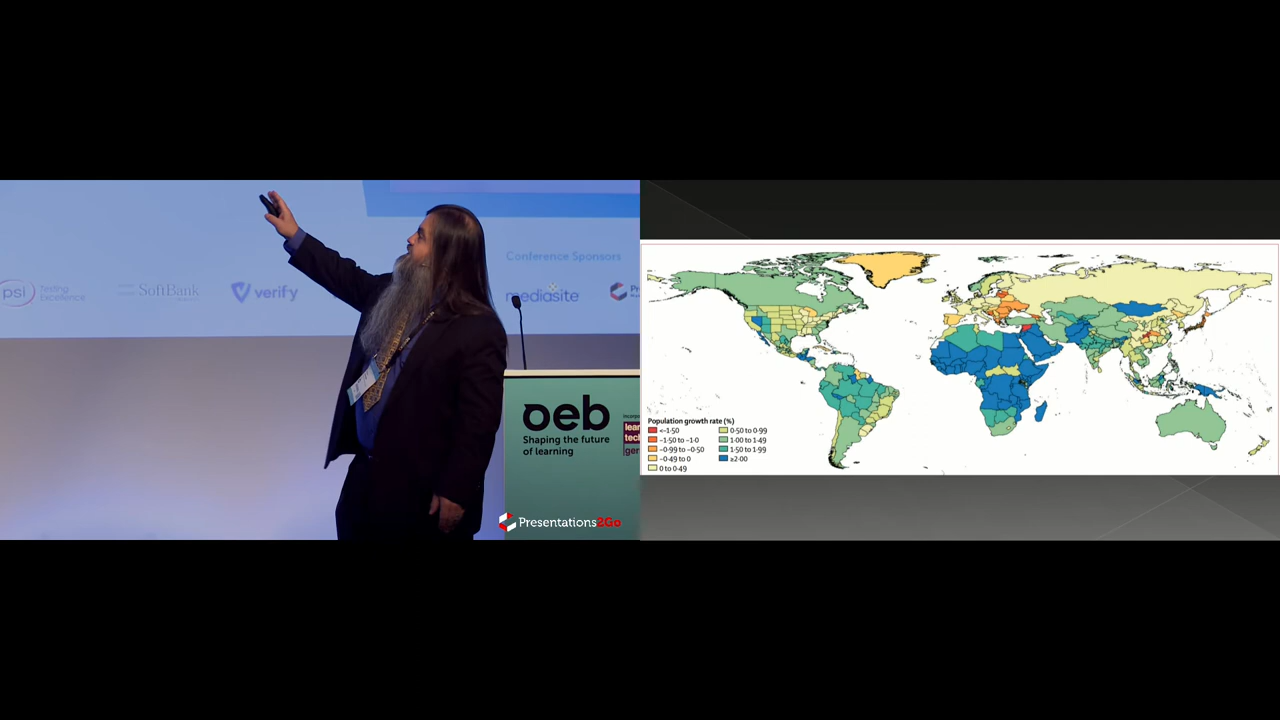 Conference Sponsors
psi
testing
excellence
SoftBank
verify
mediasite
oeb
Shaping the future
of learning
Presentations2Go
Population growth rate (%)
<-1·50
-1·50 to -1·0
-0·99 to -0·50
-0·49 to 0
0 to 0·49
0·50 to 0·99
1·00 to 1·49
1·50 to 1·99
≥2·00